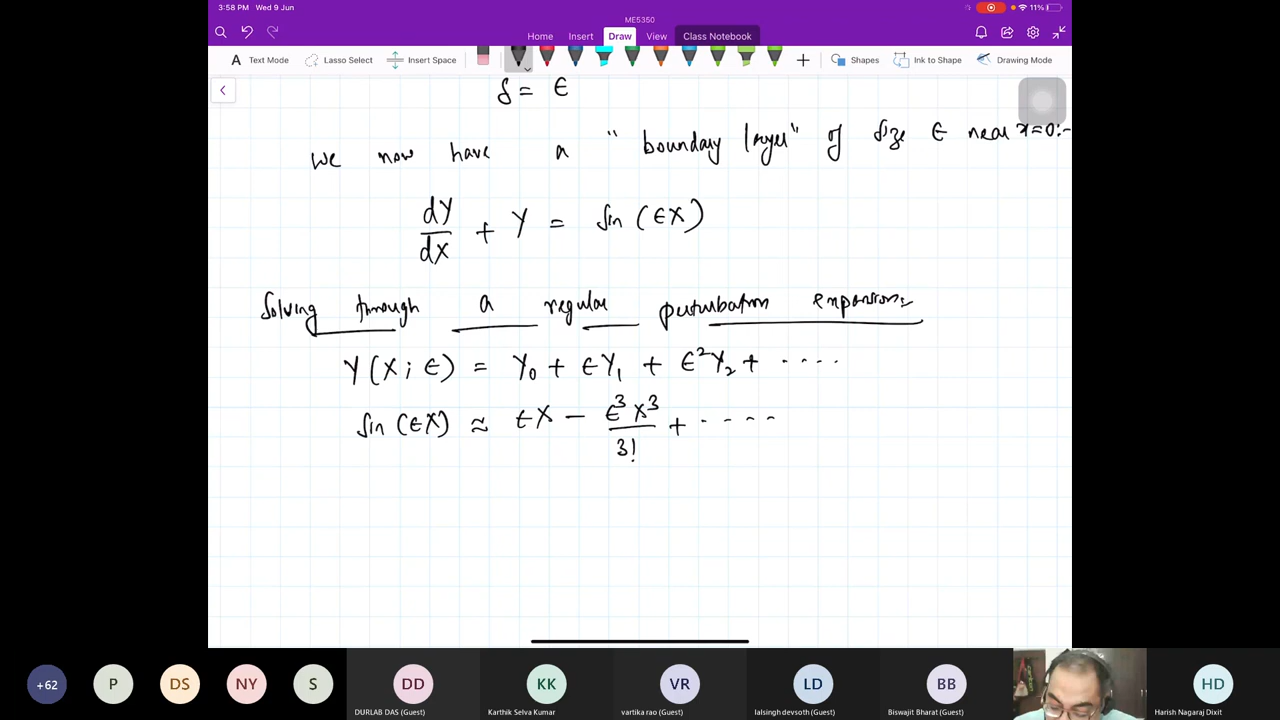 3:58 PM Wed 9 Jun
11%
ME5350
Home Insert Draw View Class Notebook
Text Mode Lasso Select Insert Space Shapes Ink to Shape Drawing Mode
δ = ϵ
We now have a "boundary layer" of size ϵ near x=0:-
dY/dX + Y = sin (ϵX)
Solving through a regular perturbation expansion:
Y(X; ϵ) = Y₀ + ϵY₁ + ϵ²Y₂ + ....
sin (ϵX) ≈ ϵX − ϵ³X³/3! + .....
+62 P DS NY S DD KK VR LD BB HD
DURLAB DAS (Guest) Karthik Selva Kumar vartika rao (Guest) lalsingh devsoth (Guest) Biswajit Bharat (Guest) Harish Nagaraj Dixit